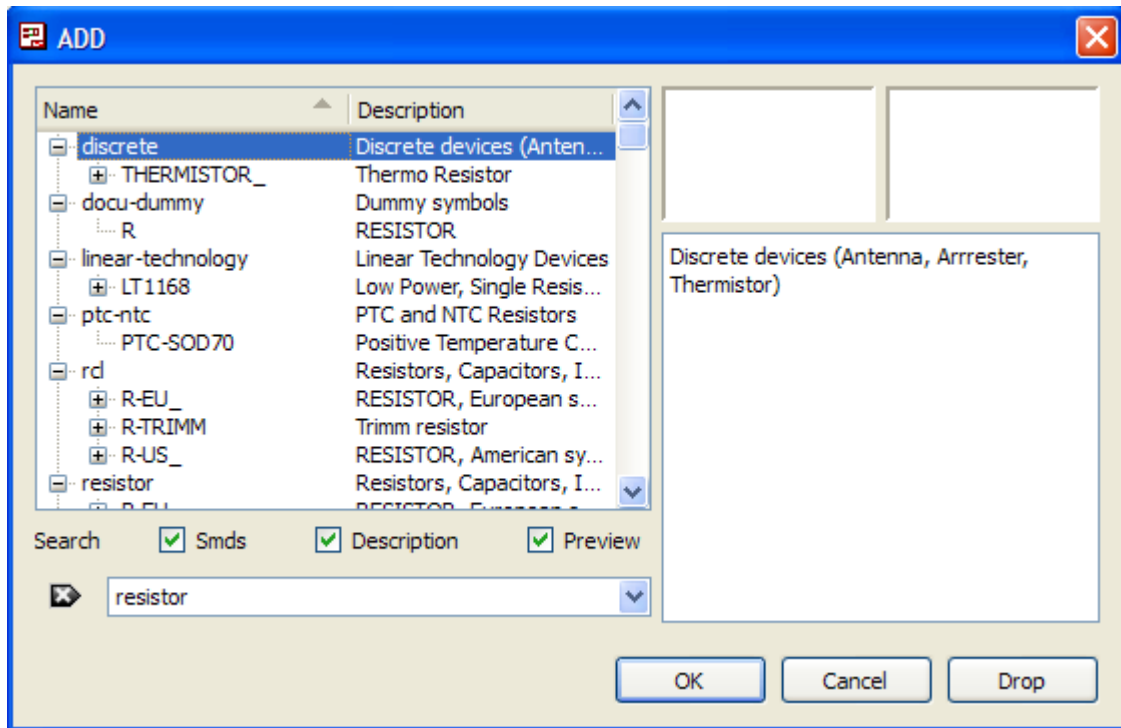 ADD
Name Description
discrete Discrete devices (Anten...
THERMISTOR_ Thermo Resistor
docu-dummy Dummy symbols
R RESISTOR
linear-technology Linear Technology Devices
LT1168 Low Power, Single Resis...
ptc-ntc PTC and NTC Resistors
PTC-SOD70 Positive Temperature C...
rcl Resistors, Capacitors, I...
R-EU_ RESISTOR, European s...
R-TRIMM Trimm resistor
R-US_ RESISTOR, American sy...
resistor Resistors, Capacitors, I...
Discrete devices (Antenna, Arrrester,
Thermistor)
Search Smds Description Preview
resistor
OK Cancel Drop